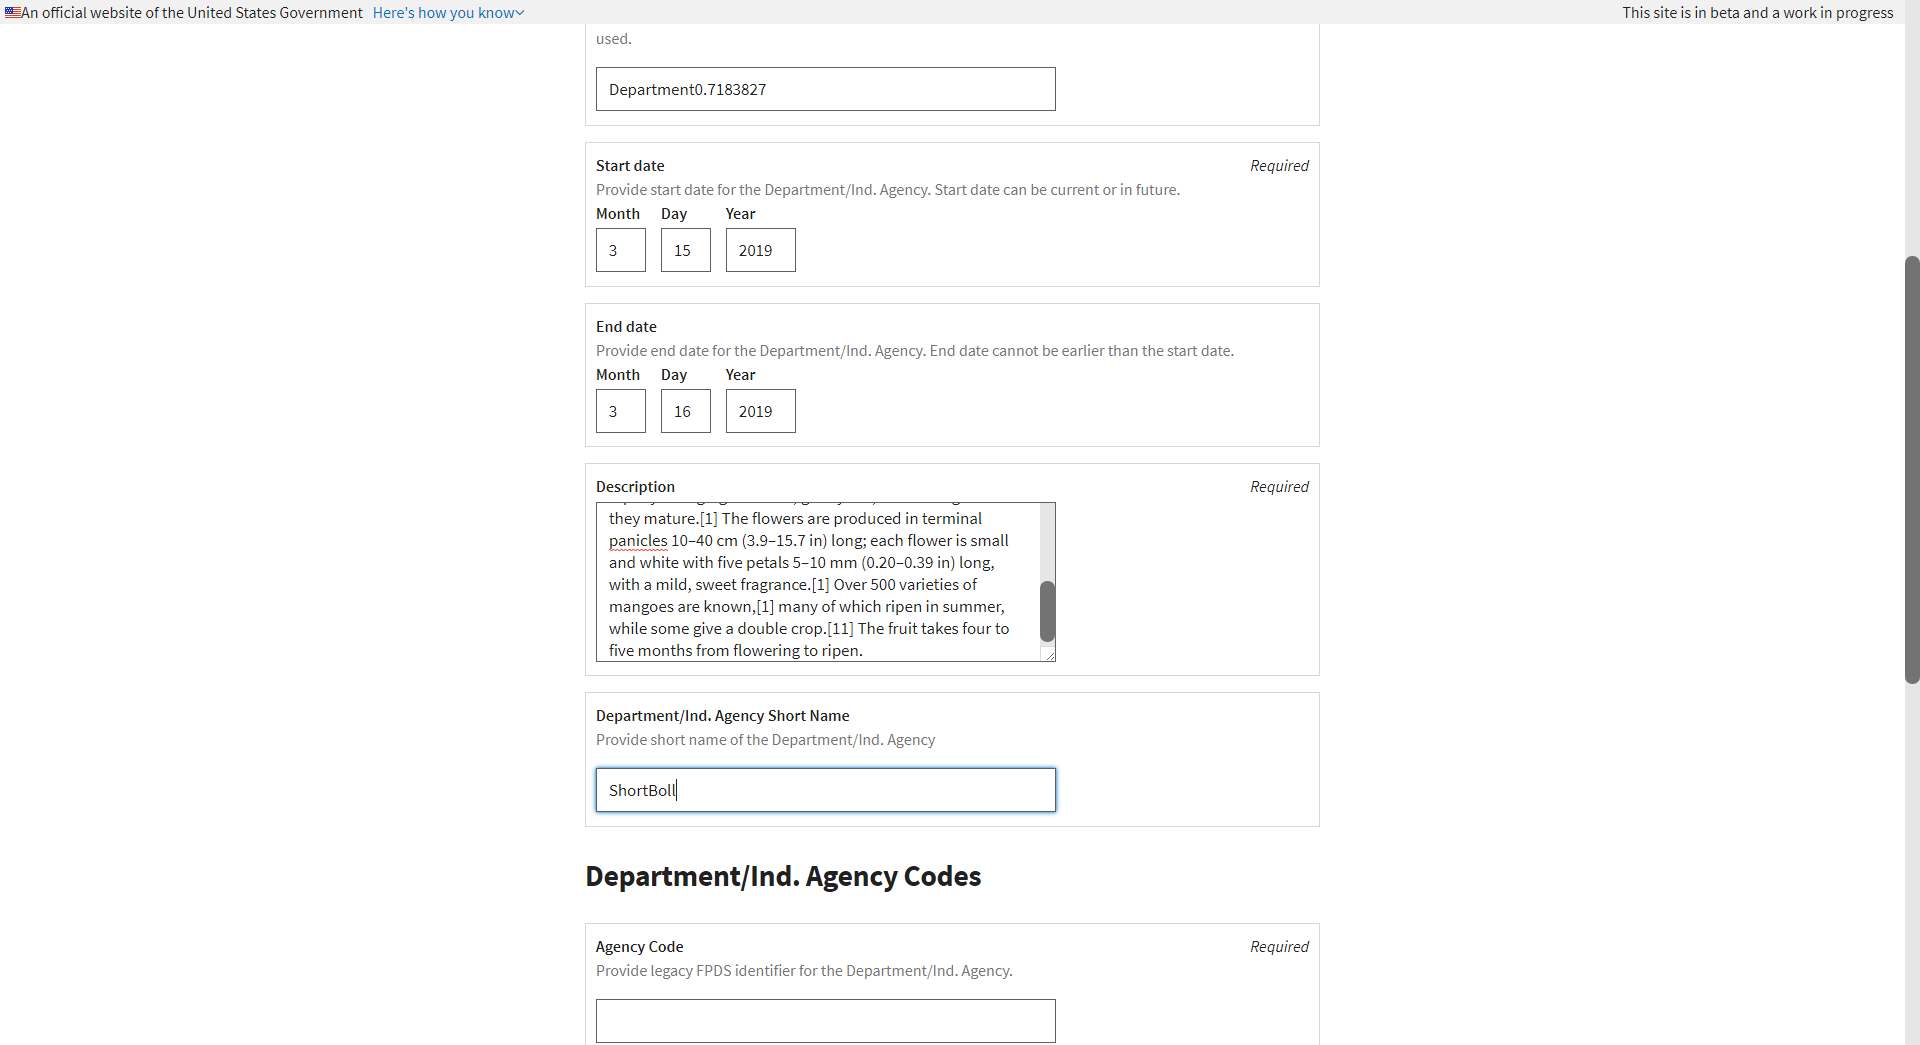 An official website of the United States Government Here's how you know
This site is in beta and a work in progress
used.
Department0.7183827
Start date Required
Provide start date for the Department/Ind. Agency. Start date can be current or in future.
Month Day Year
3 15 2019
End date
Provide end date for the Department/Ind. Agency. End date cannot be earlier than the start date.
Month Day Year
3 16 2019
Description Required
they mature.[1] The flowers are produced in terminal
panicles 10–40 cm (3.9–15.7 in) long; each flower is small
and white with five petals 5–10 mm (0.20–0.39 in) long,
with a mild, sweet fragrance.[1] Over 500 varieties of
mangoes are known,[1] many of which ripen in summer,
while some give a double crop.[11] The fruit takes four to
five months from flowering to ripen.
Department/Ind. Agency Short Name
Provide short name of the Department/Ind. Agency
ShortBoll
Department/Ind. Agency Codes
Agency Code Required
Provide legacy FPDS identifier for the Department/Ind. Agency.